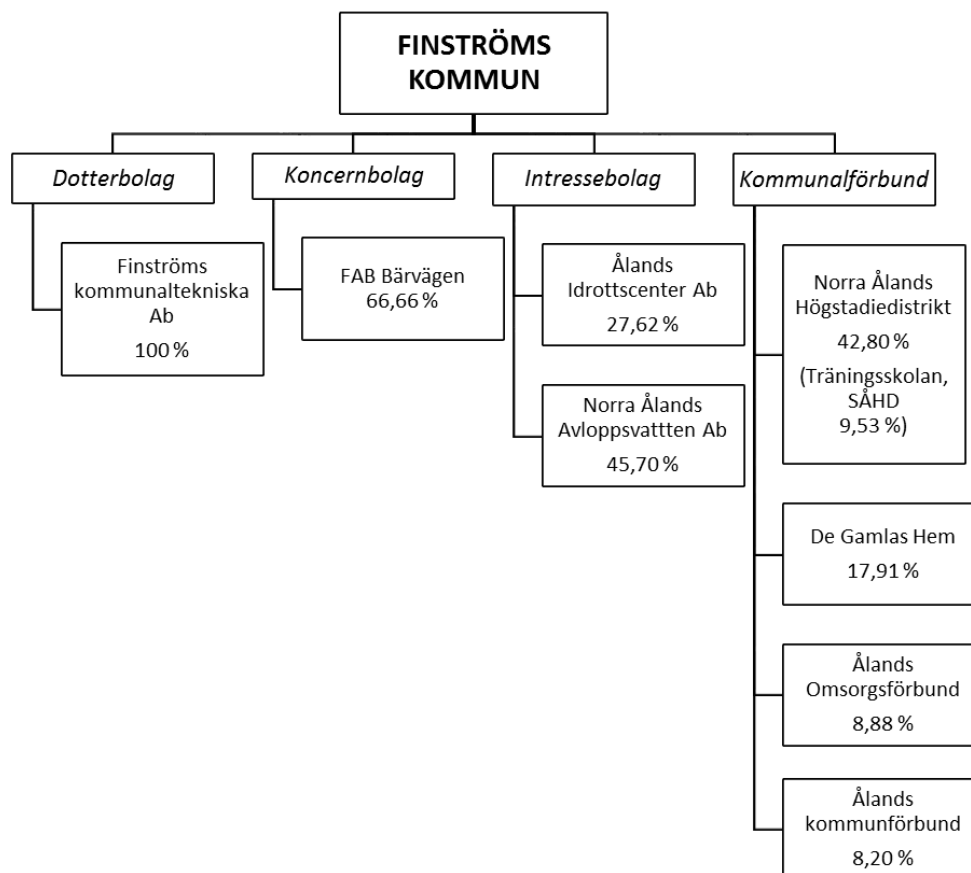 FINSTRÖMS
KOMMUN
Dotterbolag
Koncernbolag
Intressebolag
Kommunalförbund
Finströms
kommunaltekniska
Ab
100 %
FAB Bärvägen
66,66 %
Ålands
Idrottscenter Ab
27,62 %
Norra Ålands
Avloppsvattten Ab
45,70 %
Norra Ålands
Högstadiedistrikt
42,80 %
(Träningsskolan,
SÅHD
9,53 %)
De Gamlas Hem
17,91 %
Ålands
Omsorgsförbund
8,88 %
Ålands
kommunförbund
8,20 %